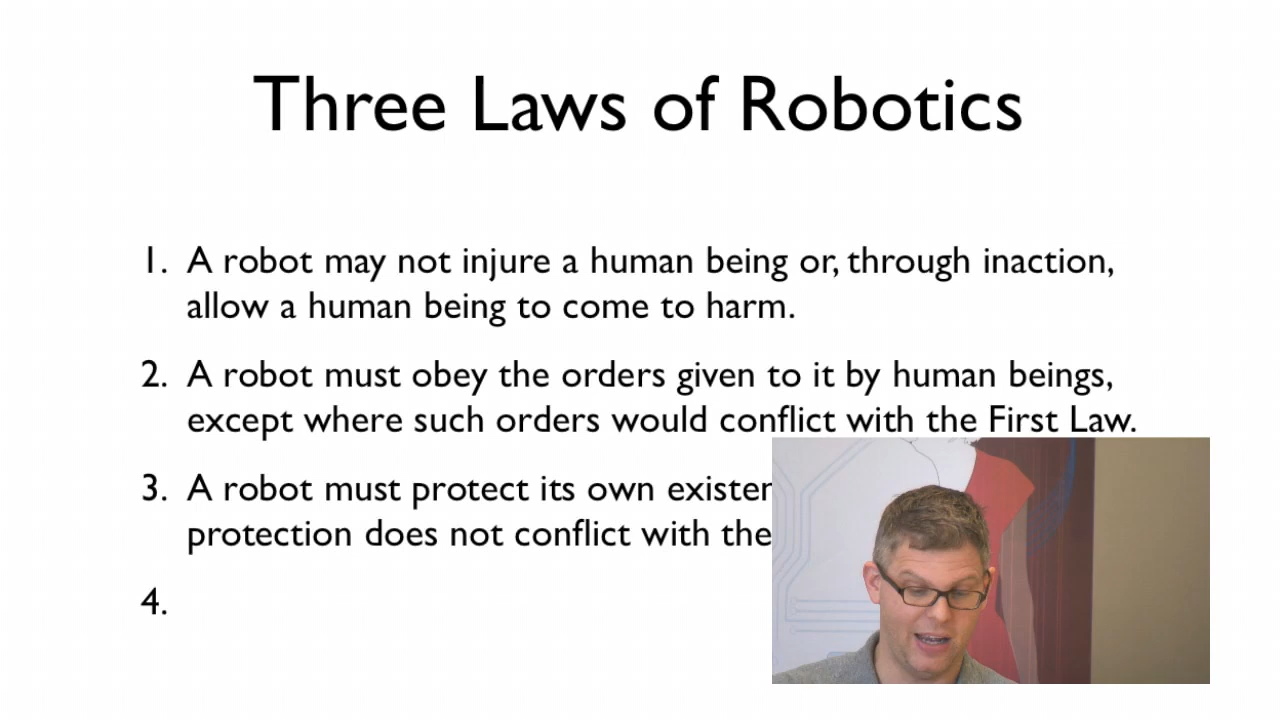 Three Laws of Robotics
1. A robot may not injure a human being or, through inaction,
allow a human being to come to harm.
2. A robot must obey the orders given to it by human beings,
except where such orders would conflict with the First Law.
3. A robot must protect its own
protection does not conflict with the
4.